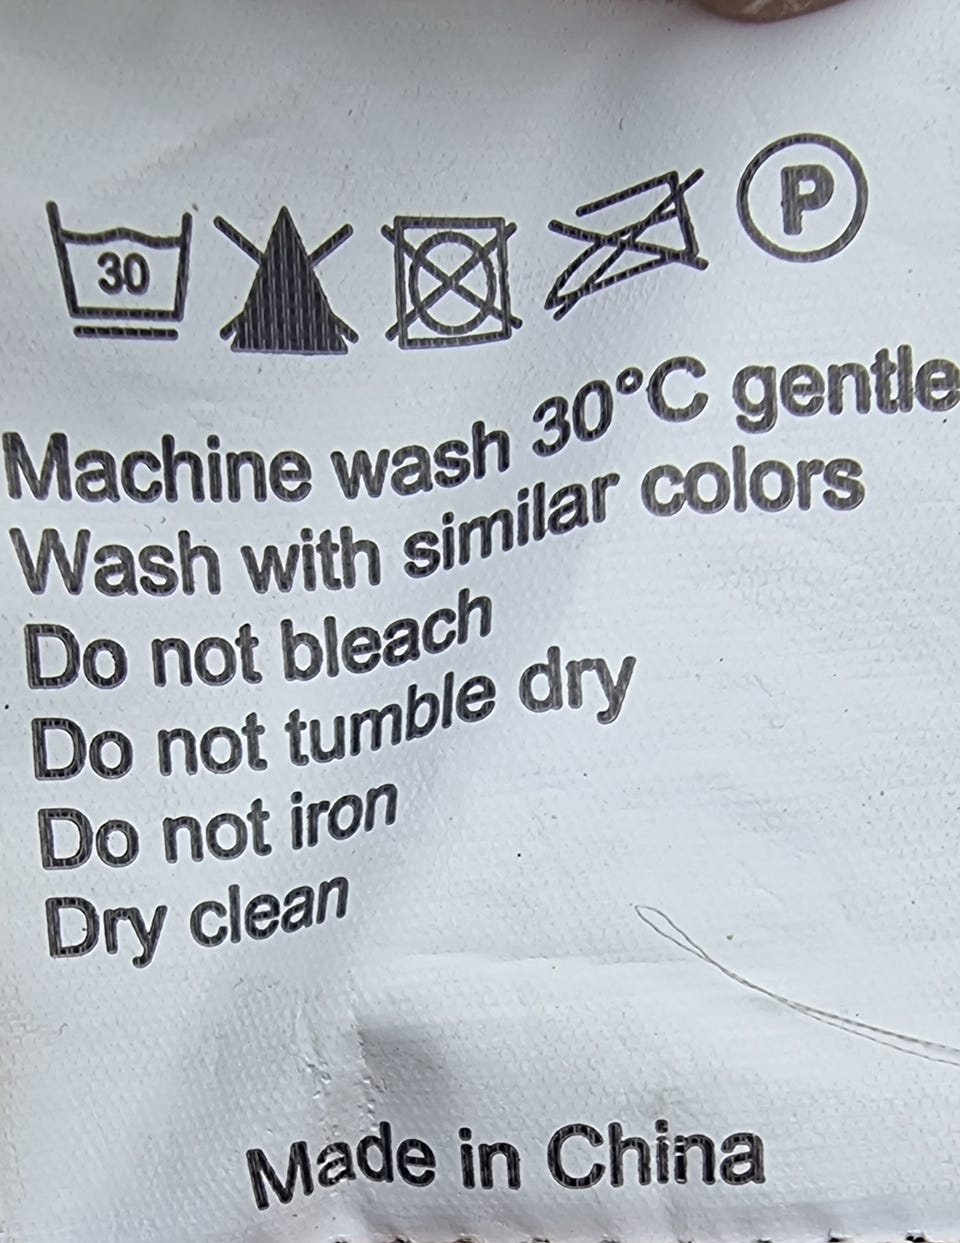 30 P
Machine wash 30°C gentle
Wash with similar colors
Do not bleach
Do not tumble dry
Do not iron
Dry clean
Made in China